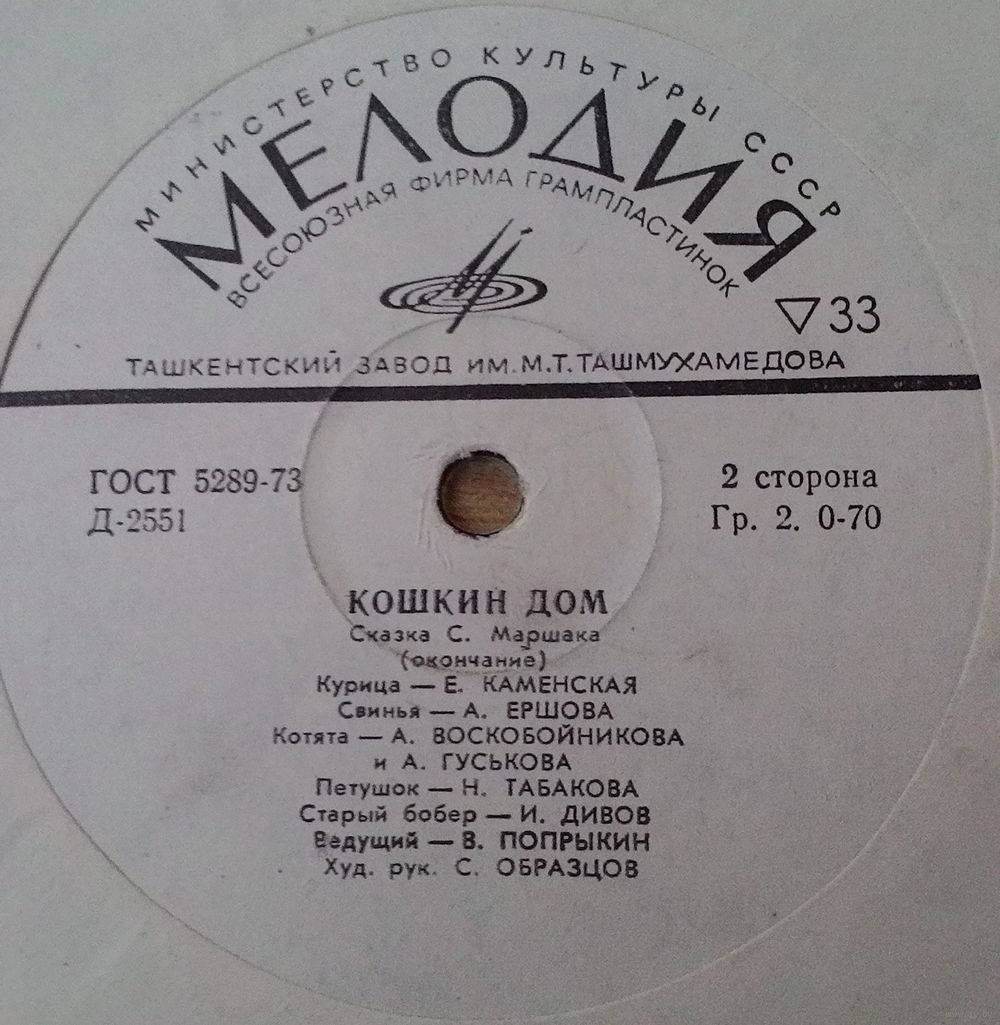 МИНИСТЕРСТВО КУЛЬТУРЫ СССР
МЕЛОДИЯ
ВСЕСОЮЗНАЯ ФИРМА ГРАМПЛАСТИНОК
33
ТАШКЕНТСКИЙ ЗАВОД ИМ. М.Т.ТАШМУХАМЕДОВА
ГОСТ 5289-73
Д-2551
2 сторона
Гр. 2. 0-70
КОШКИН ДОМ
Сказка С. Маршака
(окончание)
Курица — Е. КАМЕНСКАЯ
Свинья — А. ЕРШОВА
Котята — А. ВОСКОБОЙНИКОВА
и А. ГУСЬКОВА
Петушок — Н. ТАБАКОВА
Старый бобер — И. ДИВОВ
Ведущий — В. ПОПРЫКИН
Худ. рук. С. ОБРАЗЦОВ